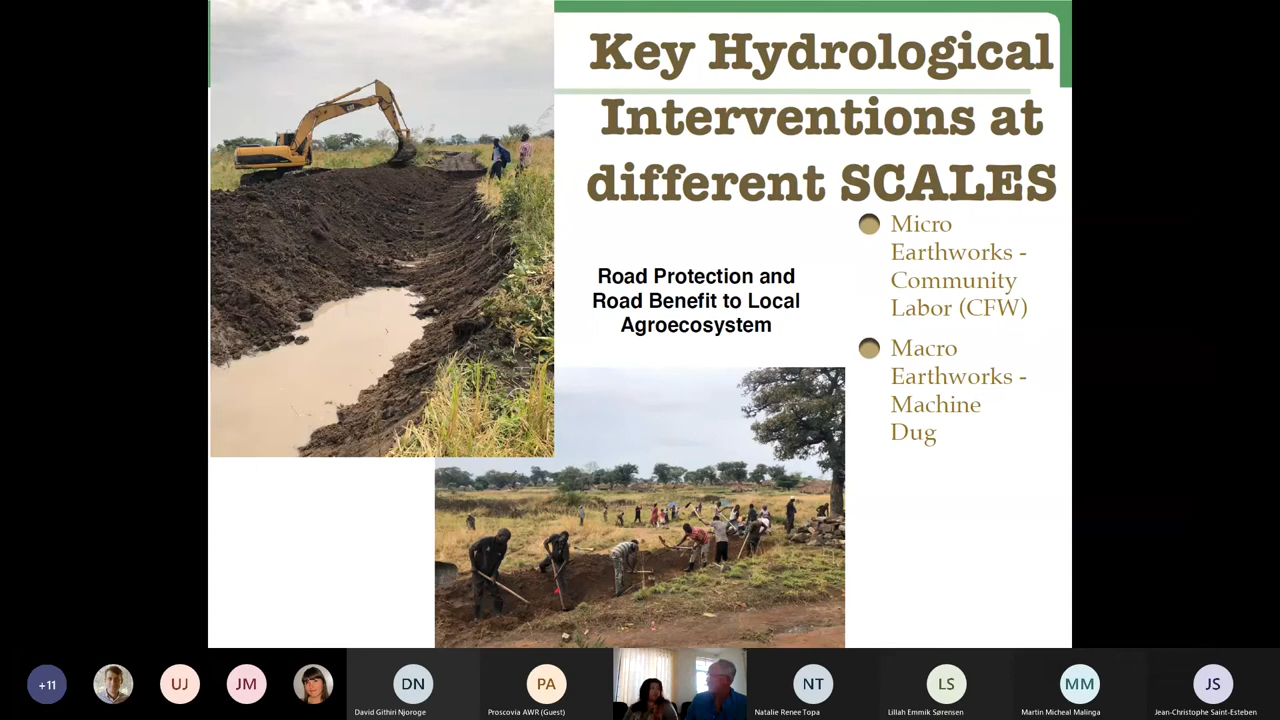 Key Hydrological
Interventions at
different SCALES
Road Protection and
Road Benefit to Local
Agroecosystem
Micro
Earthworks -
Community
Labor (CFW)
Macro
Earthworks -
Machine
Dug
+11
UJ
JM
DN
David Githiri Njoroge
PA
Proscovia AWR (Guest)
NT
Natalie Renee Topa
LS
Lillah Emmik Sørensen
MM
Martin Micheal Malinga
JS
Jean-Christophe Saint-Esteben